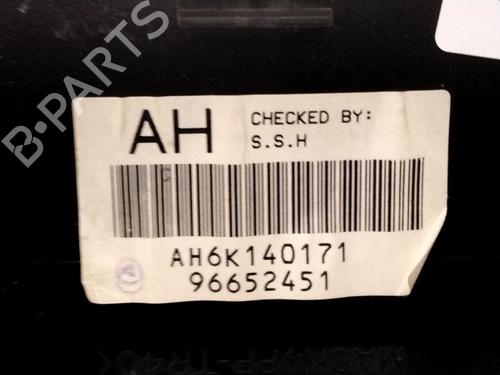 B-PARTS
AH
CHECKED BY:
S.S.H
C
AH6K140171
96652451